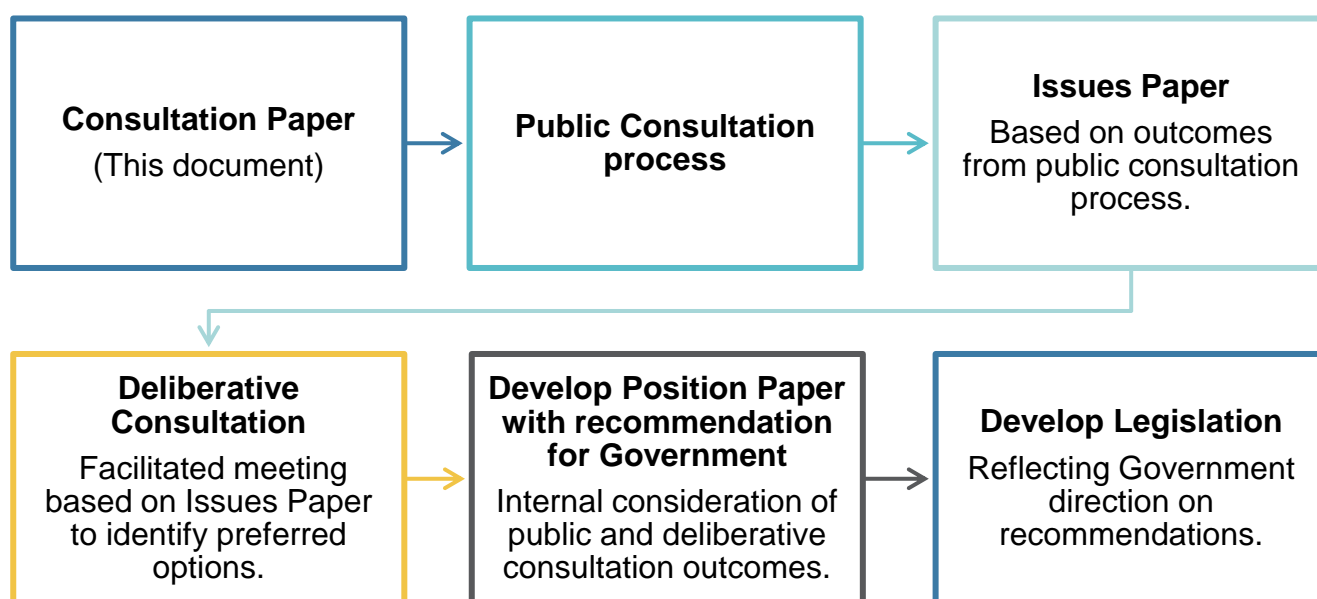 Consultation Paper
(This document)
Public Consultation
process
Issues Paper
Based on outcomes
from public consultation
process.
Deliberative
Consultation
Facilitated meeting
based on Issues Paper
to identify preferred
options.
Develop Position Paper
with recommendation
for Government
Internal consideration of
public and deliberative
consultation outcomes.
Develop Legislation
Reflecting Government
direction on
recommendations.